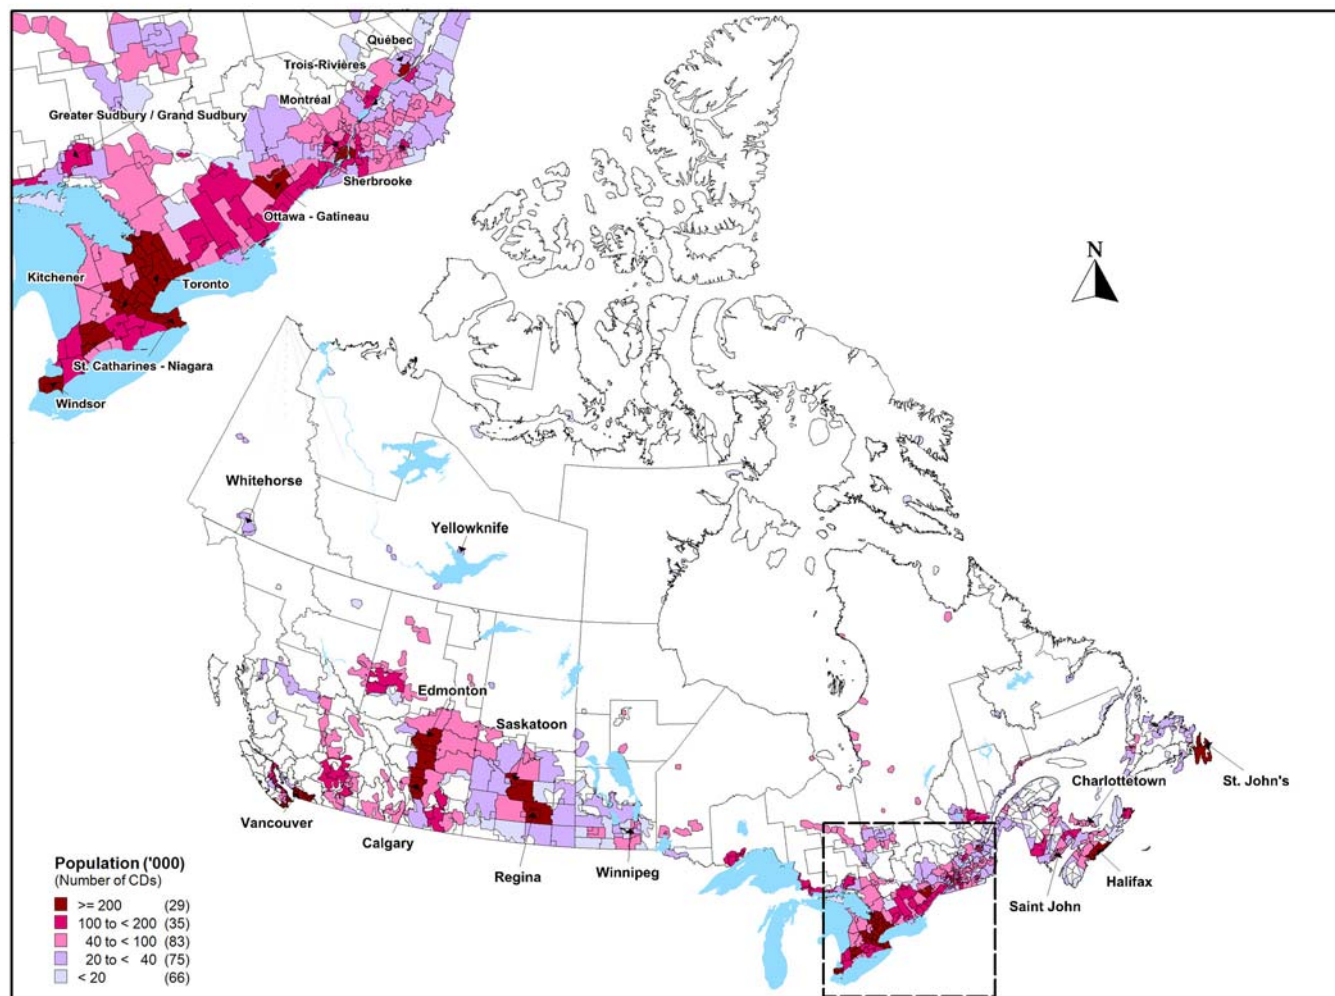 Québec
Trois-Rivières
Montréal
Greater Sudbury / Grand Sudbury
Sherbrooke
Ottawa - Gatineau
Kitchener
Toronto
St. Catharines - Niagara
Windsor
N
Whitehorse
Yellowknife
Edmonton
Saskatoon
Charlottetown
St. John's
Vancouver
Calgary
Regina
Winnipeg
Halifax
Saint John
Population ('000)
(Number of CDs)
>= 200 (29)
100 to < 200 (35)
40 to < 100 (83)
20 to < 40 (75)
< 20 (66)